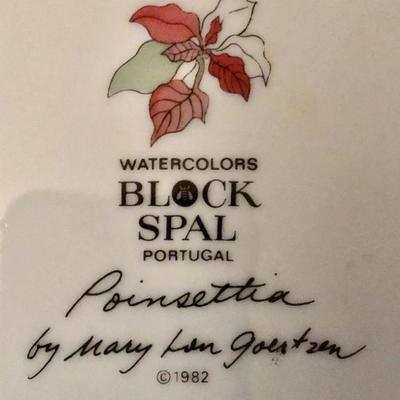 WATERCOLORS
BLOCK
SPAL
PORTUGAL
Poinsettia
by Mary Lou Goertzen
©1982